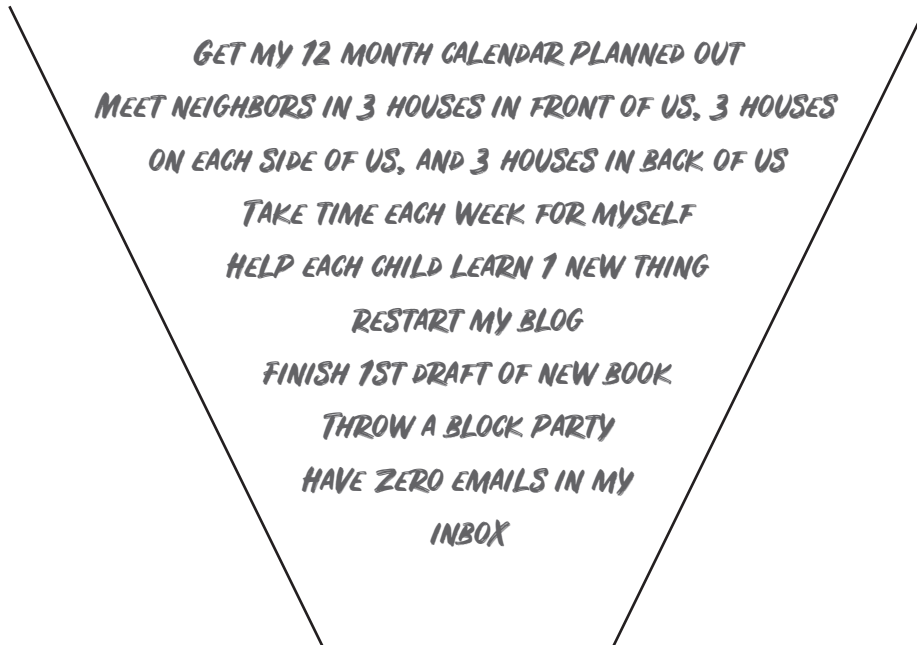 Get my 12 month calendar planned out
Meet neighbors in 3 houses in front of us, 3 houses
on each side of us, and 3 houses in back of us
Take time each week for myself
Help each child learn 1 new thing
Restart my blog
Finish 1st draft of new book
Throw a block party
Have zero emails in my
inbox